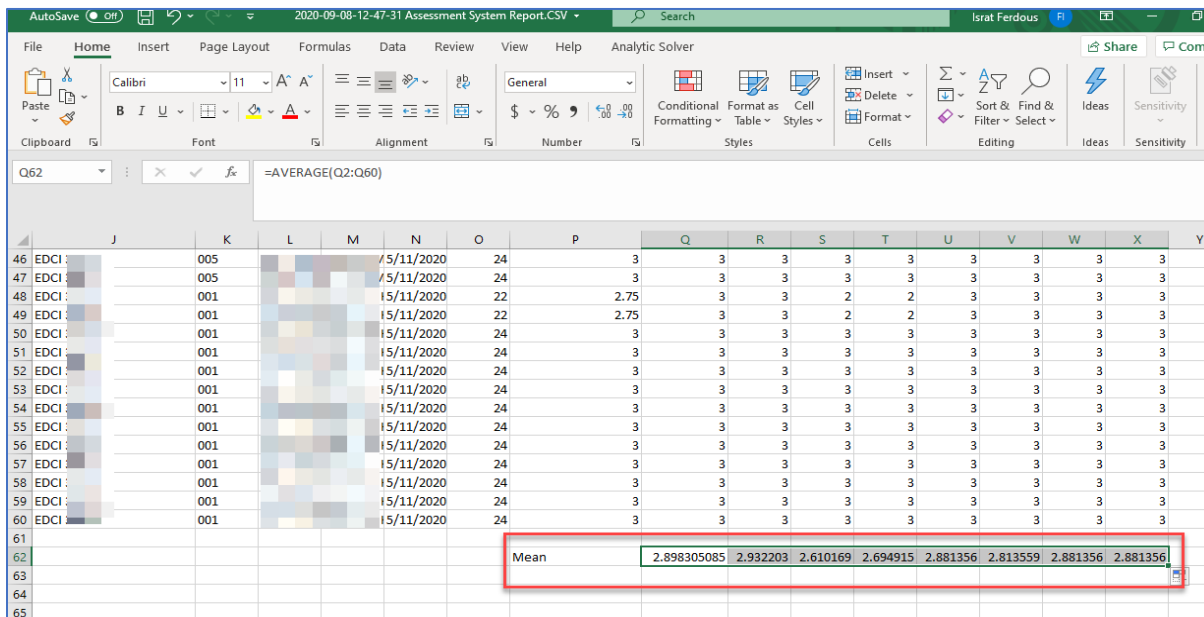 AutoSave Off 2020-09-08-12-47-31 Assessment System Report.CSV Search Israt Ferdous FI
File Home Insert Page Layout Formulas Data Review View Help Analytic Solver Share Com
Calibri 11 A^ Aˇ ab General Insert
Paste B I U A $ % 9 Conditional Format as Cell Delete Sort & Find & Ideas Sensitivity
Formatting Table Styles Format Filter Select
Clipboard Font Alignment Number Styles Cells Editing Ideas Sensitivity
Q62 fx =AVERAGE(Q2:Q60)
J K L M N O P Q R S T U V W X Y
46 EDCI 005 5/11/2020 24 3 3 3 3 3 3 3 3 3
47 EDCI 005 5/11/2020 24 3 3 3 3 3 3 3 3 3
48 EDCI 001 5/11/2020 22 2.75 3 3 2 2 3 3 3 3
49 EDCI 001 5/11/2020 22 2.75 3 3 2 2 3 3 3 3
50 EDCI 001 5/11/2020 24 3 3 3 3 3 3 3 3 3
51 EDCI 001 5/11/2020 24 3 3 3 3 3 3 3 3 3
52 EDCI 001 5/11/2020 24 3 3 3 3 3 3 3 3 3
53 EDCI 001 5/11/2020 24 3 3 3 3 3 3 3 3 3
54 EDCI 001 5/11/2020 24 3 3 3 3 3 3 3 3 3
55 EDCI 001 5/11/2020 24 3 3 3 3 3 3 3 3 3
56 EDCI 001 5/11/2020 24 3 3 3 3 3 3 3 3 3
57 EDCI 001 5/11/2020 24 3 3 3 3 3 3 3 3 3
58 EDCI 001 5/11/2020 24 3 3 3 3 3 3 3 3 3
59 EDCI 001 5/11/2020 24 3 3 3 3 3 3 3 3 3
60 EDCI 001 5/11/2020 24 3 3 3 3 3 3 3 3 3
61
62 Mean 2.898305085 2.932203 2.610169 2.694915 2.881356 2.813559 2.881356 2.881356
63
64
65